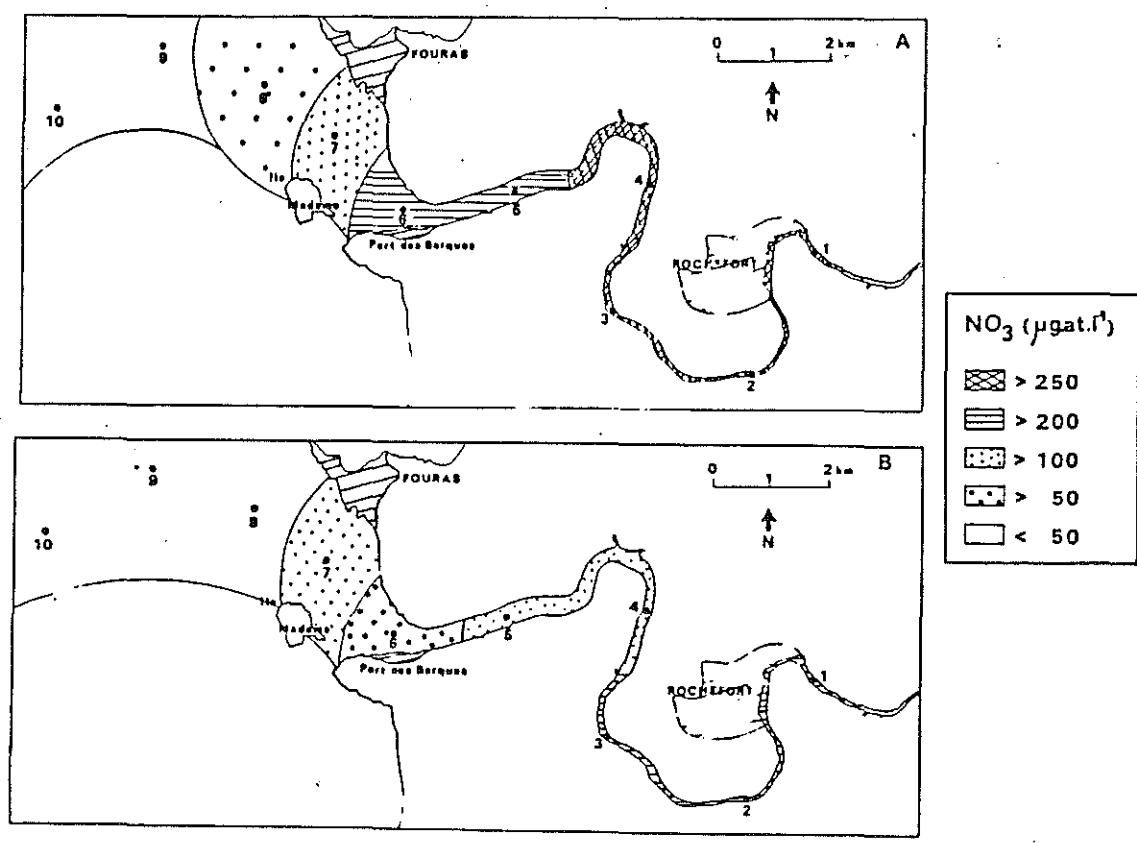 A
0 1 2 km
N
FOURAS
9
10
8
7
Ile
Madame
6
5
Port des Barques
4
ROCHEFORT
1
3
2
NO3 (µgat.l-1)
> 250
> 200
> 100
> 50
< 50
B
0 1 2 km
N
FOURAS
9
8
10
7
Ile
Madame
6
5
Port des Barques
4
ROCHEFORT
1
3
2